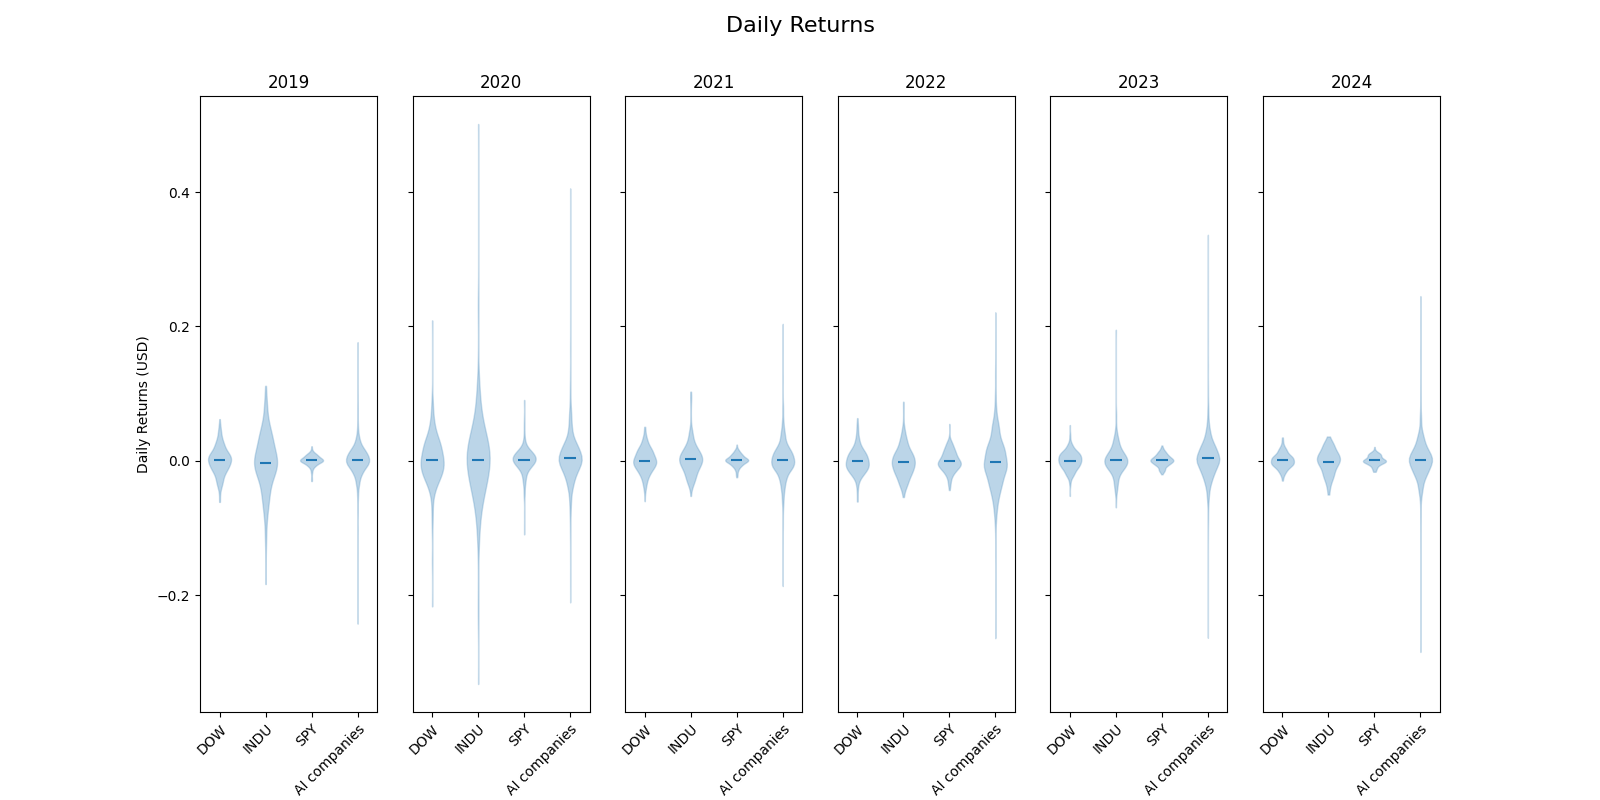 Daily Returns
2019
2020
2021
2022
2023
2024
Daily Returns (USD)
0.4
0.2
0.0
−0.2
DOW
INDU
SPY
AI companies
DOW
INDU
SPY
AI companies
DOW
INDU
SPY
AI companies
DOW
INDU
SPY
AI companies
DOW
INDU
SPY
AI companies
DOW
INDU
SPY
AI companies